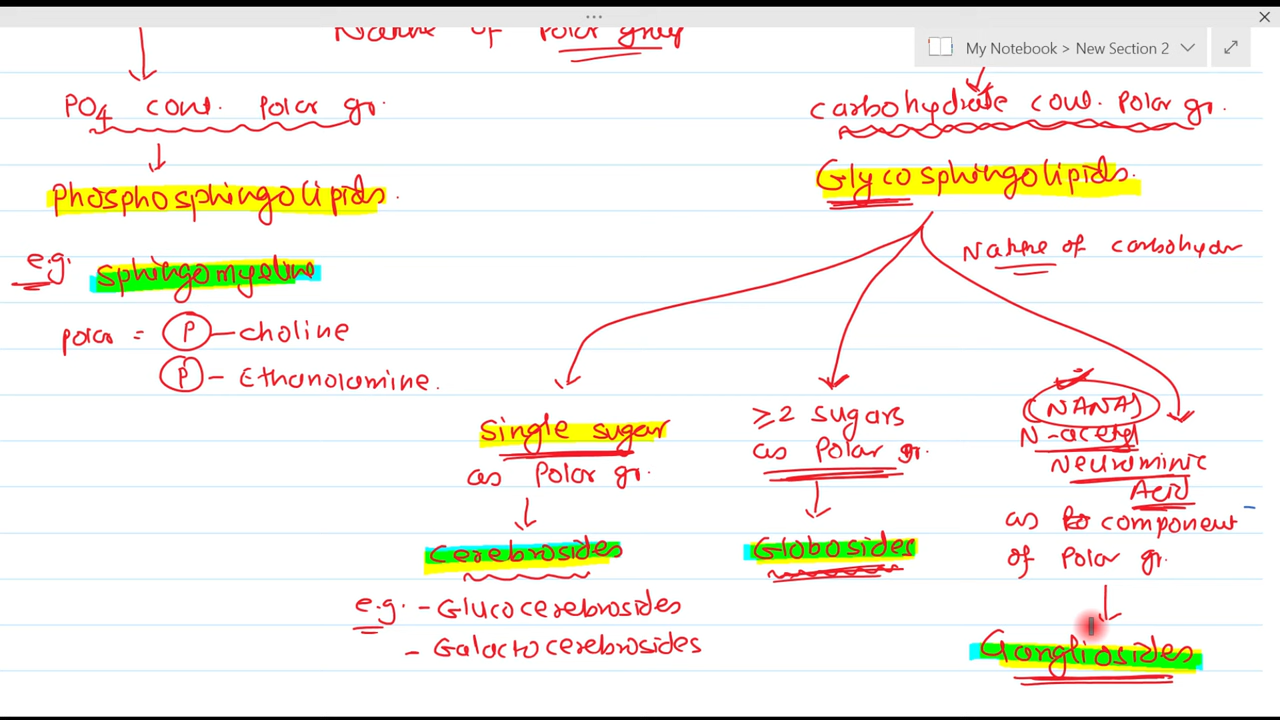 Nature of Polar group
My Notebook > New Section 2
PO4 cont. Polar gr.
Phosphosphingolipids.
e.g. Sphingomyeline
Polar = P - choline
P - Ethanolamine.
carbohydrate cont. Polar gr.
Glycosphingolipids.
Nature of carbohydr
Single sugar
as Polar gr.
Cerebrosides
e.g. - Glucocerebrosides
- Galactocerebrosides
≥2 sugars
as Polar gr.
Globosides
(NANA)
N-acetyl
Neurominic
Acid
as component
of Polar gr.
Gangliosides